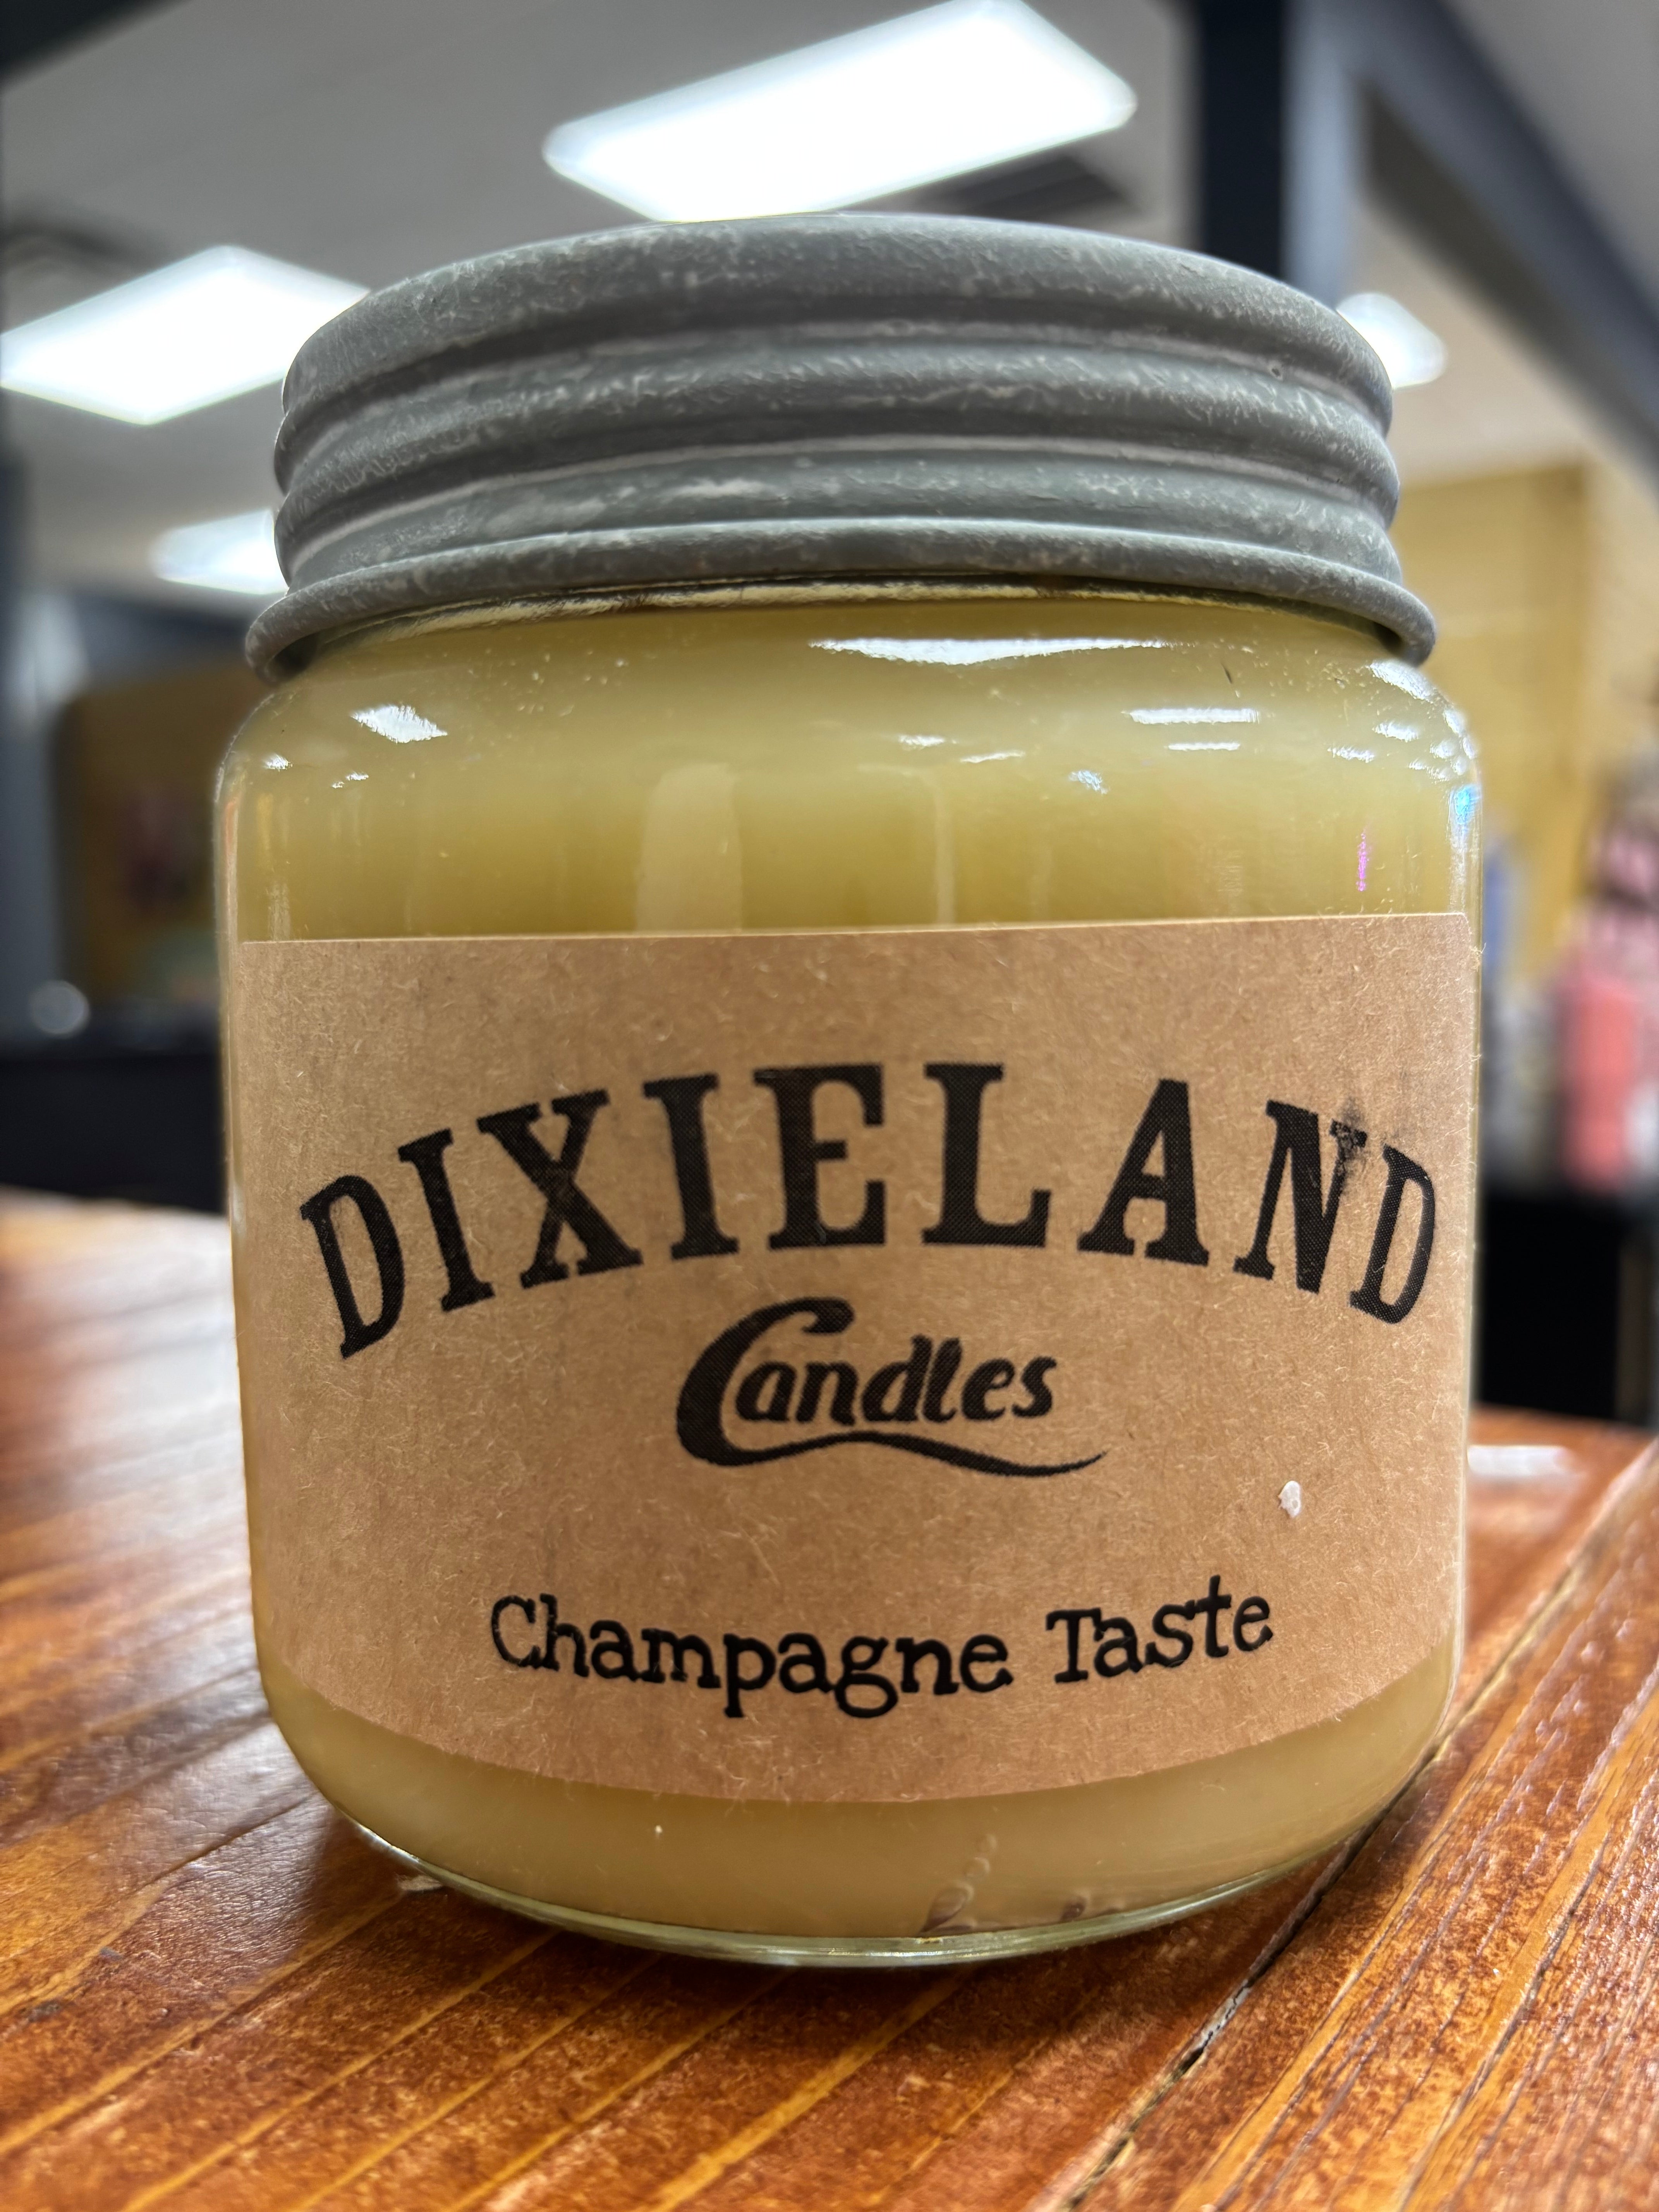 DIXIELAND
Candles
Champagne Taste